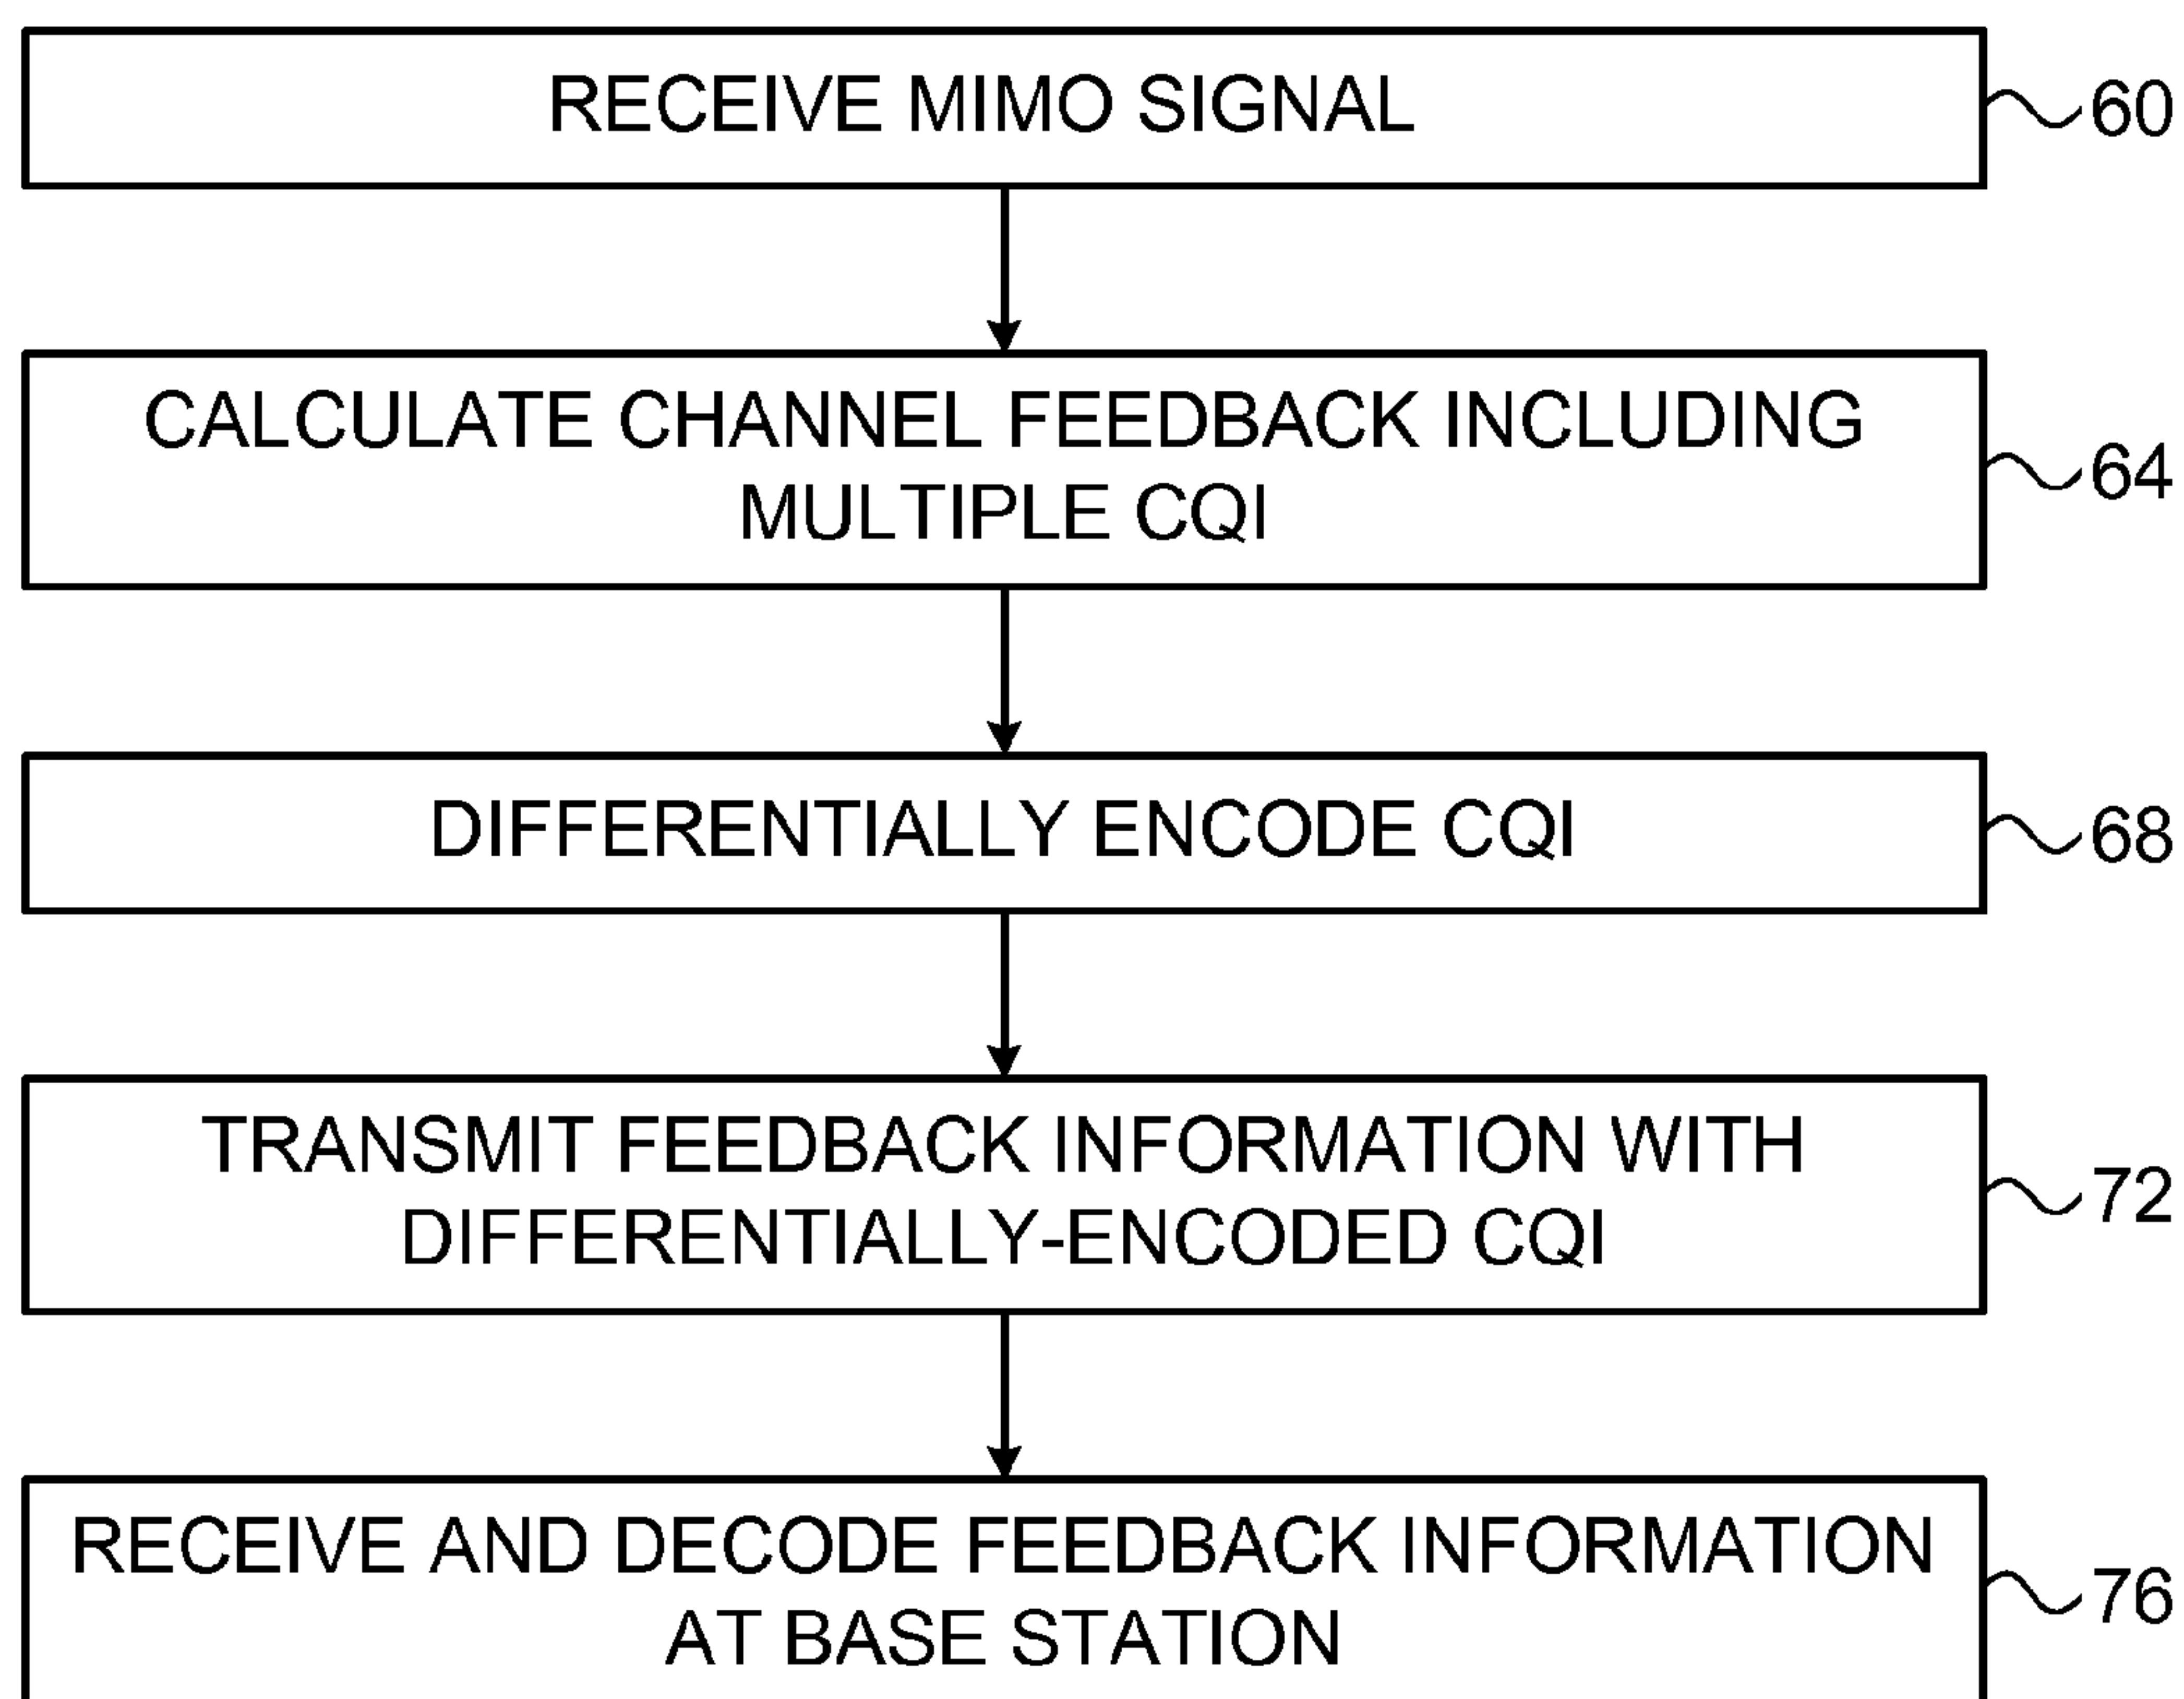 RECEIVE MIMO SIGNAL
60
CALCULATE CHANNEL FEEDBACK INCLUDING
MULTIPLE CQI
64
DIFFERENTIALLY ENCODE CQI
68
TRANSMIT FEEDBACK INFORMATION WITH
DIFFERENTIALLY-ENCODED CQI
72
RECEIVE AND DECODE FEEDBACK INFORMATION
AT BASE STATION
76